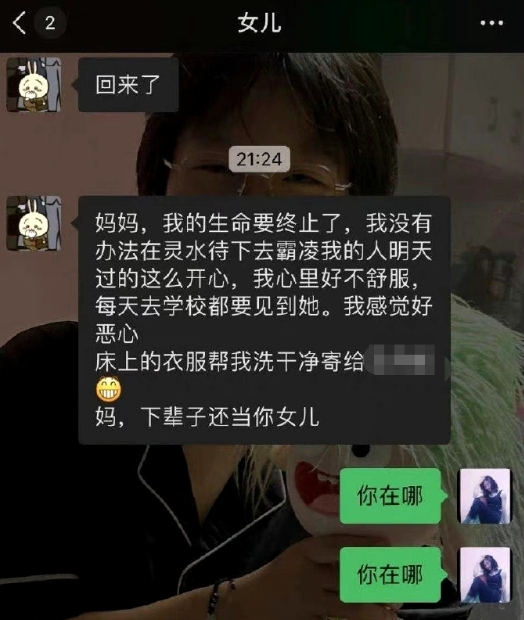 2
女儿
回来了
21:24
妈妈，我的生命要终止了，我没有
办法在灵水待下去霸凌我的人明天
过的这么开心，我心里好不舒服，
每天去学校都要见到她。我感觉好
恶心
床上的衣服帮我洗干净寄给
妈，下辈子还当你女儿
你在哪
你在哪